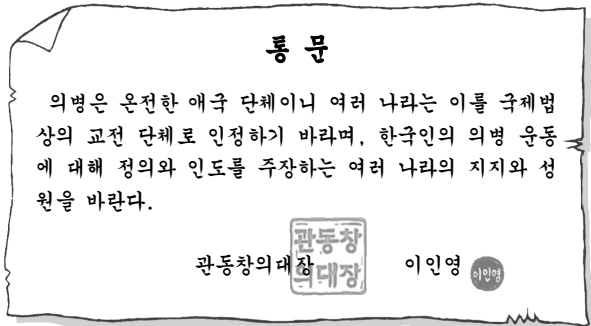 통 문
의병은 온전한 애국 단체이니 여러 나라는 이를 국제법
상의 교전 단체로 인정하기 바라며, 한국인의 의병 운동
에 대해 정의와 인도를 주장하는 여러 나라의 지지와 성
원을 바란다.
관동창의대장 이인영
관동창
의대장
이인영